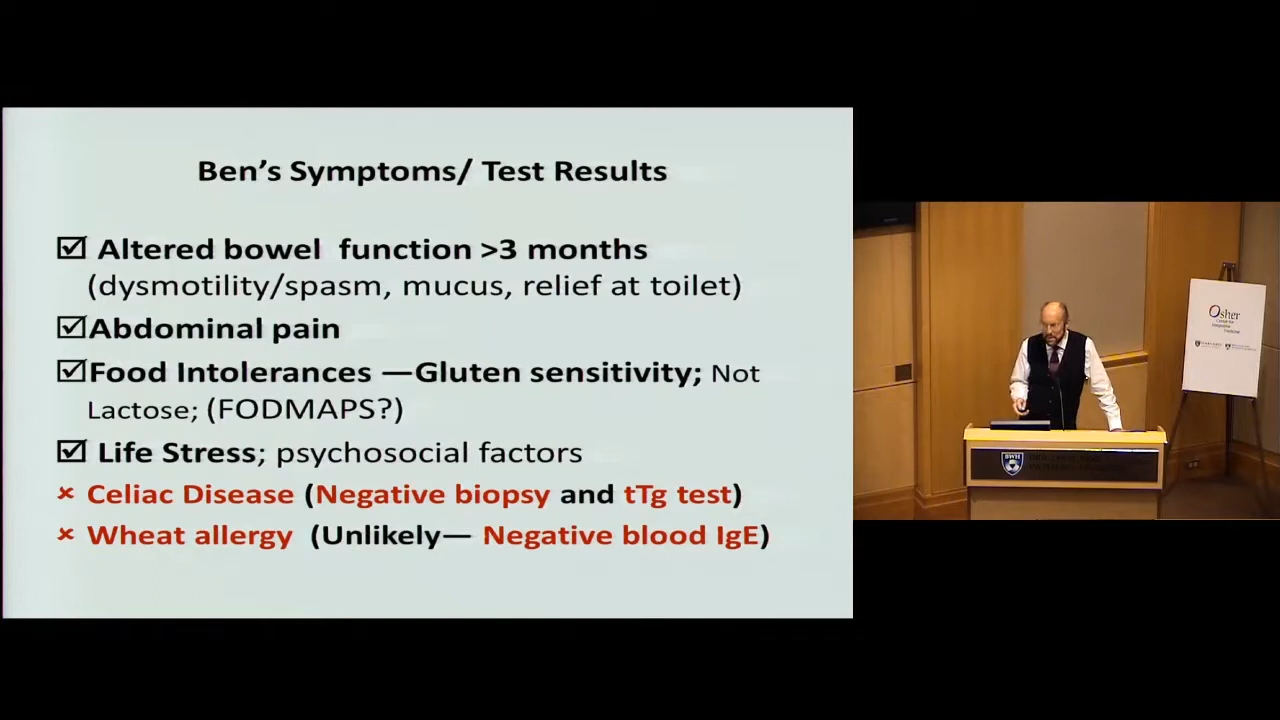 Ben's Symptoms/ Test Results
☑ Altered bowel function >3 months
(dysmotility/spasm, mucus, relief at toilet)
☑Abdominal pain
☑Food Intolerances —Gluten sensitivity; Not
Lactose; (FODMAPS?)
☑ Life Stress; psychosocial factors
× Celiac Disease (Negative biopsy and tTg test)
× Wheat allergy (Unlikely— Negative blood IgE)
Osher
BWH